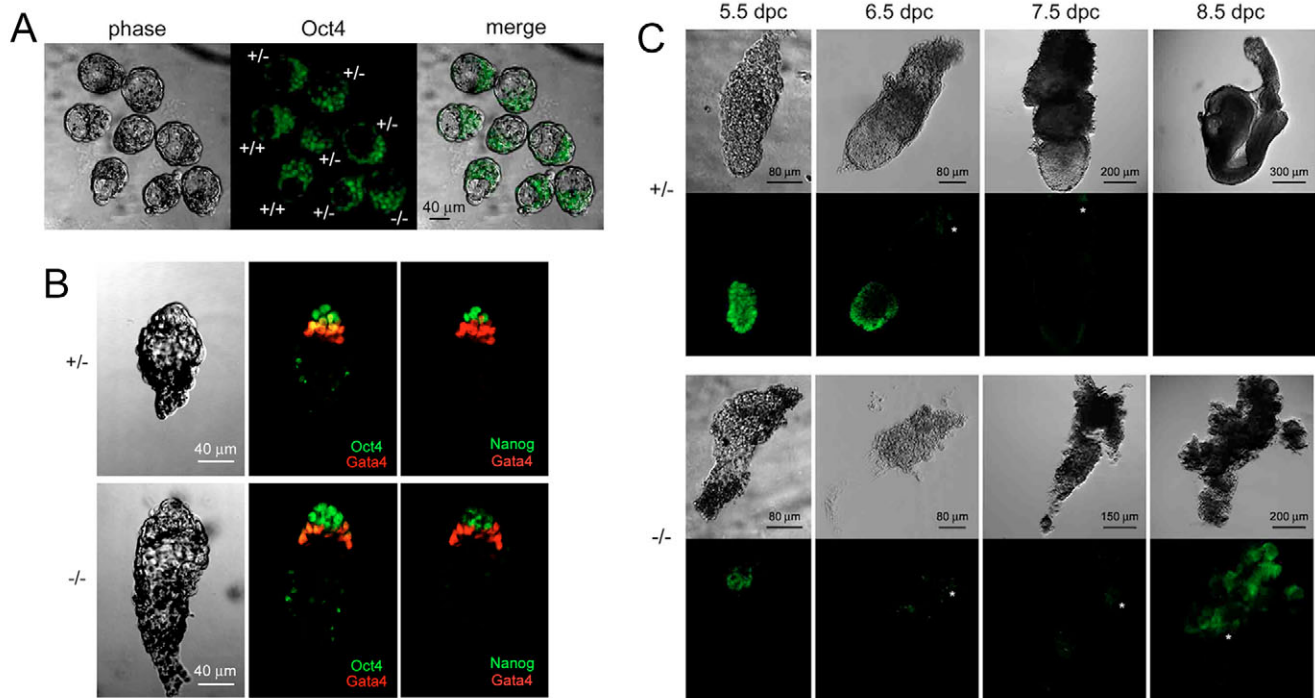 A
phase
Oct4
merge
+/-
+/-
+/-
+/+
+/-
+/+
+/-
-/-
40 µm
B
+/-
40 µm
Oct4
Gata4
Nanog
Gata4
-/-
40 µm
Oct4
Gata4
Nanog
Gata4
C
5.5 dpc
6.5 dpc
7.5 dpc
8.5 dpc
+/-
80 µm
80 µm
200 µm
300 µm
*
*
-/-
80 µm
80 µm
150 µm
200 µm
*
*
*